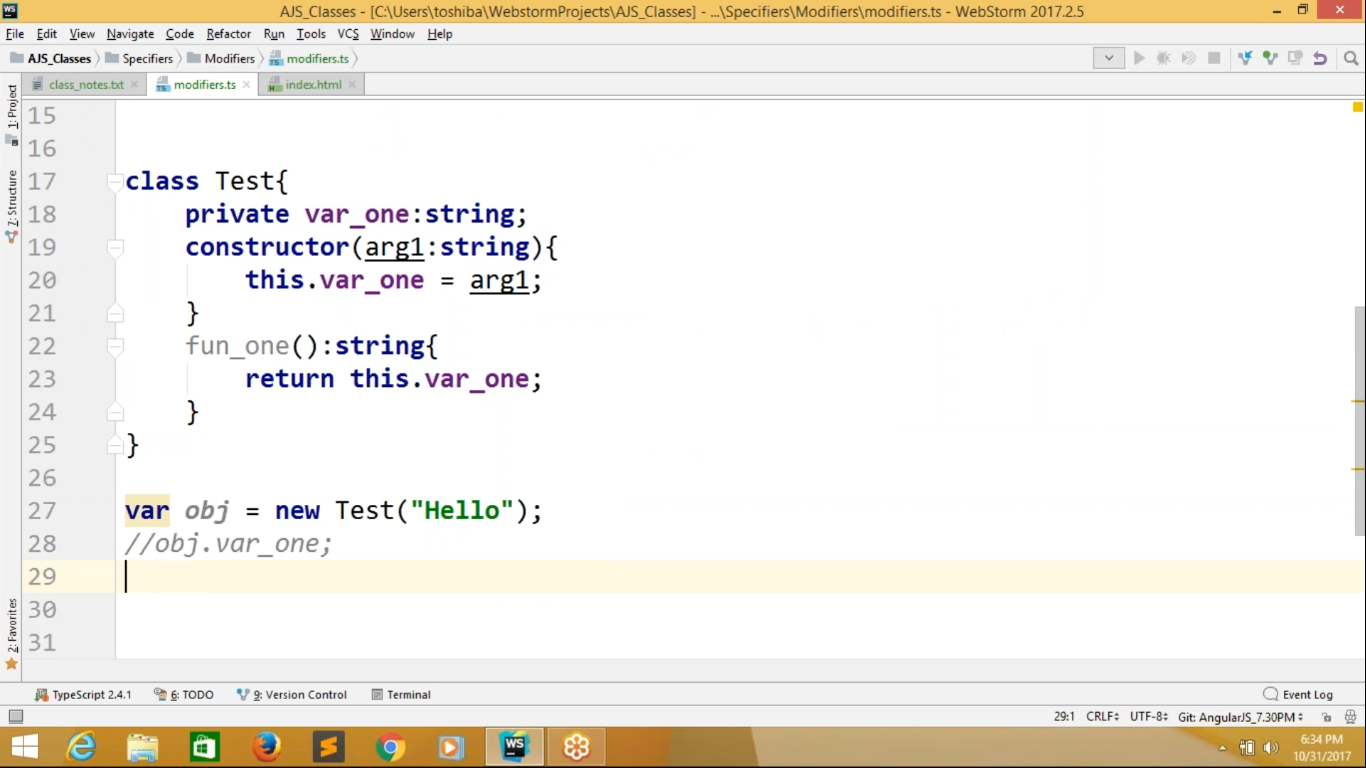 WS
AJS_Classes - [C:\Users\toshiba\WebstormProjects\AJS_Classes] - ...\Specifiers\Modifiers\modifiers.ts - WebStorm 2017.2.5
File Edit View Navigate Code Refactor Run Tools VCS Window Help
AJS_Classes Specifiers Modifiers modifiers.ts
class_notes.txt modifiers.ts index.html
1: Project
7: Structure
2: Favorites
15
16
17 class Test{
18 private var_one:string;
19 constructor(arg1:string){
20 this.var_one = arg1;
21 }
22 fun_one():string{
23 return this.var_one;
24 }
25 }
26
27 var obj = new Test("Hello");
28 //obj.var_one;
29
30
31
TypeScript 2.4.1 6: TODO 9: Version Control Terminal Event Log
29:1 CRLF UTF-8 Git: AngularJS_7.30PM
WS
6:34 PM
10/31/2017